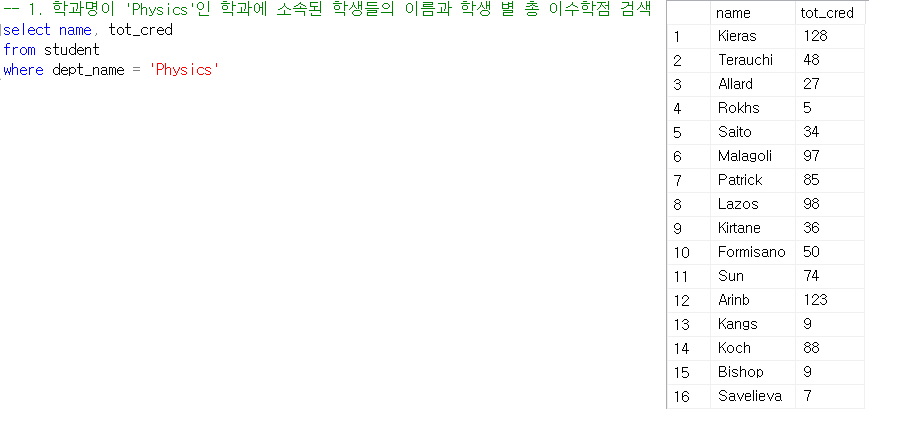 -- 1. 학과명이 'Physics'인 학과에 소속된 학생들의 이름과 학생 별 총 이수학점 검색
select name, tot_cred
from student
where dept_name = 'Physics'
name tot_cred
1 Kieras 128
2 Terauchi 48
3 Allard 27
4 Rokhs 5
5 Saito 34
6 Malagoli 97
7 Patrick 85
8 Lazos 98
9 Kirtane 36
10 Formisano 50
11 Sun 74
12 Arinb 123
13 Kangs 9
14 Koch 88
15 Bishop 9
16 Savelieva 7